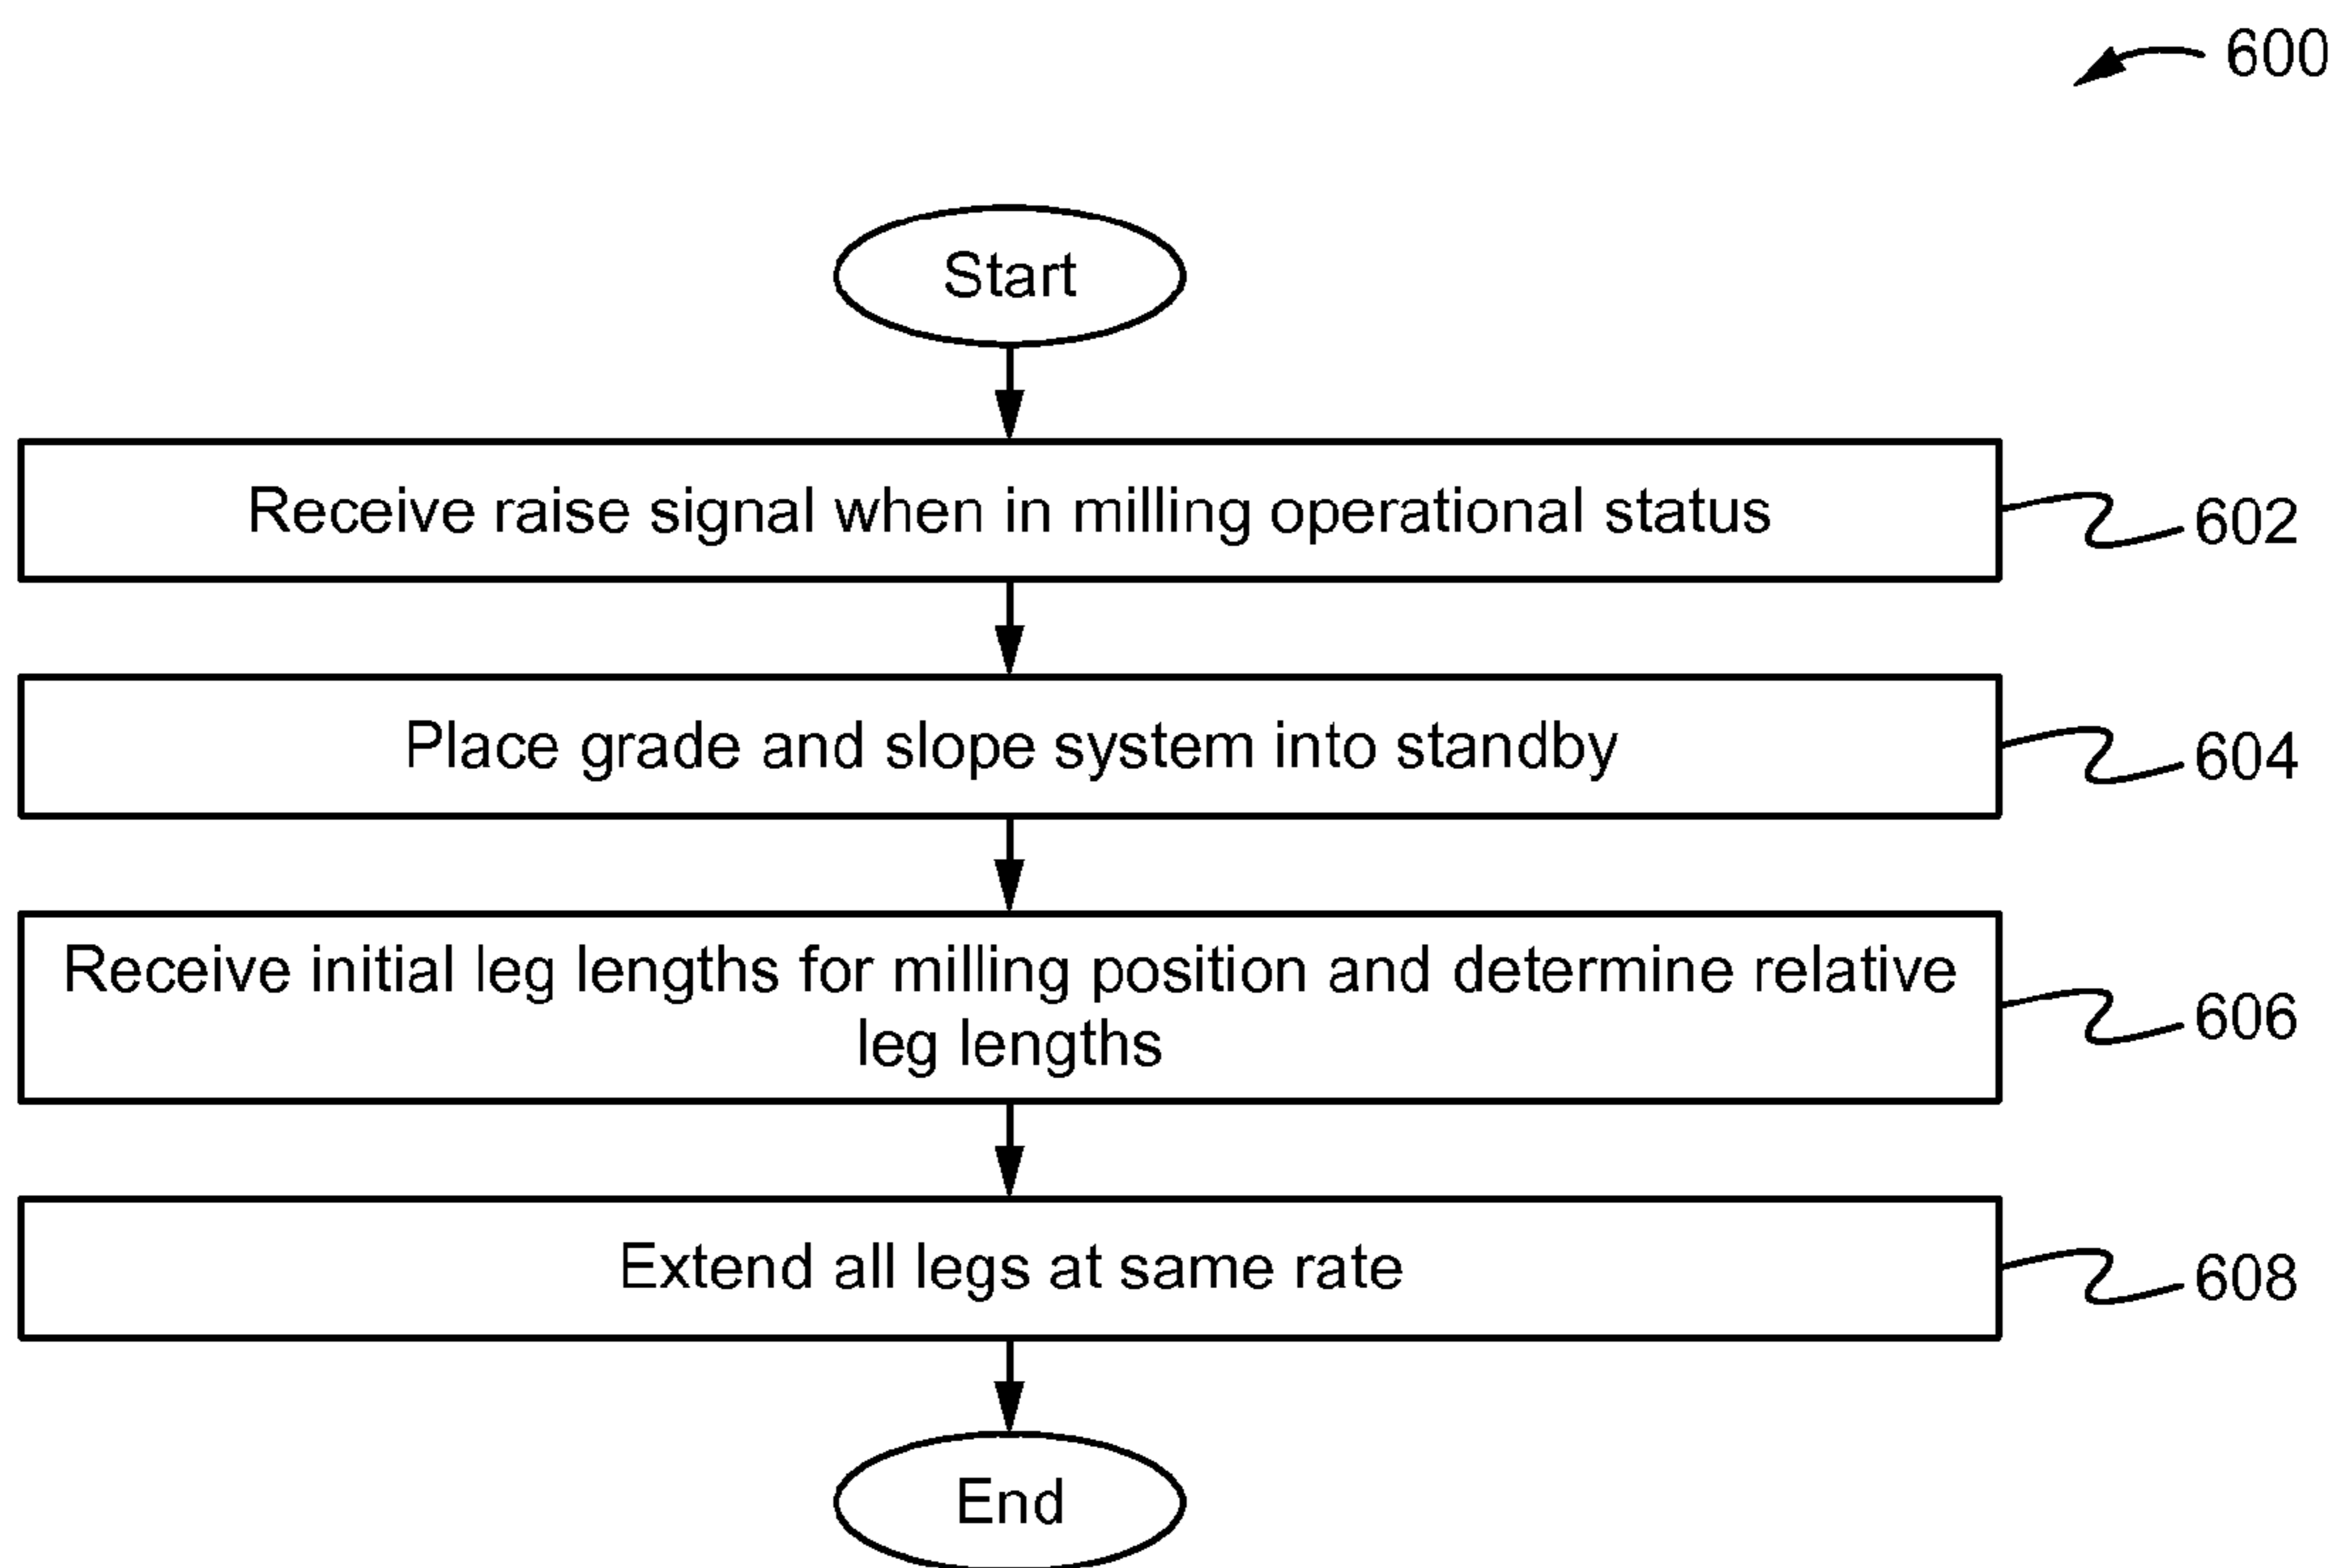 600
Start
Receive raise signal when in milling operational status
602
Place grade and slope system into standby
604
Receive initial leg lengths for milling position and determine relative
leg lengths
606
Extend all legs at same rate
608
End